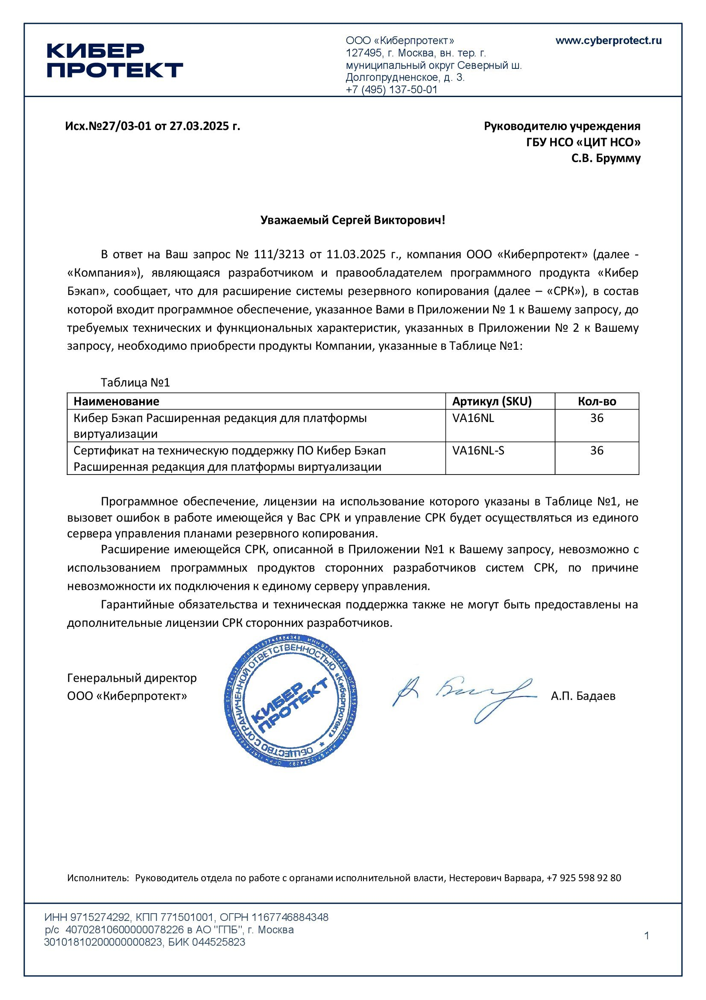 КИБЕР
ПРОТЕКТ
ООО «Киберпротект»
127495, г. Москва, вн. тер. г.
муниципальный округ Северный ш.
Долгопрудненское, д. 3.
+7 (495) 137-50-01
www.cyberprotect.ru
Исх.№27/03-01 от 27.03.2025 г.
Руководителю учреждения
ГБУ НСО «ЦИТ НСО»
С.В. Брумму
Уважаемый Сергей Викторович!
В ответ на Ваш запрос № 111/3213 от 11.03.2025 г., компания ООО «Киберпротект» (далее -
«Компания»), являющаяся разработчиком и правообладателем программного продукта «Кибер
Бэкап», сообщает, что для расширение системы резервного копирования (далее – «СРК»), в состав
которой входит программное обеспечение, указанное Вами в Приложении № 1 к Вашему запросу, до
требуемых технических и функциональных характеристик, указанных в Приложении № 2 к Вашему
запросу, необходимо приобрести продукты Компании, указанные в Таблице №1:
Таблица №1
Наименование Артикул (SKU) Кол-во
Кибер Бэкап Расширенная редакция для платформы VA16NL 36
виртуализации
Сертификат на техническую поддержку ПО Кибер Бэкап VA16NL-S 36
Расширенная редакция для платформы виртуализации
Программное обеспечение, лицензии на использование которого указаны в Таблице №1, не
вызовет ошибок в работе имеющейся у Вас СРК и управление СРК будет осуществляться из единого
сервера управления планами резервного копирования.
Расширение имеющейся СРК, описанной в Приложении №1 к Вашему запросу, невозможно с
использованием программных продуктов сторонних разработчиков систем СРК, по причине
невозможности их подключения к единому серверу управления.
Гарантийные обязательства и техническая поддержка также не могут быть предоставлены на
дополнительные лицензии СРК сторонних разработчиков.
Генеральный директор
ООО «Киберпротект»
ОБЩЕСТВО С ОГРАНИЧЕННОЙ ОТВЕТСТВЕННОСТЬЮ «Киберпротект» *
ОГРН 1167746884348 ИНН 9715274292
КИБЕР
ПРОТЕКТ
А.П. Бадаев
Исполнитель: Руководитель отдела по работе с органами исполнительной власти, Нестерович Варвара, +7 925 598 92 80
ИНН 9715274292, КПП 771501001, ОГРН 1167746884348
р/с 40702810600000078226 в АО "ГПБ", г. Москва
30101810200000000823, БИК 044525823
1